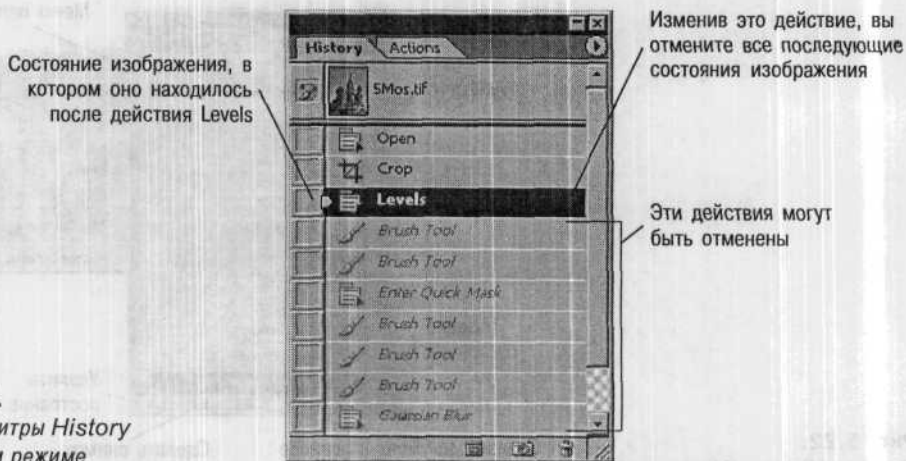 Состояние изображения, в
котором оно находилось
после действия Levels
History
Actions
5Mos.tif
Open
Crop
Levels
Brush Tool
Brush Tool
Enter Quick Mask
Brush Tool
Brush Tool
Brush Tool
Gaussian Blur
Изменив это действие, вы
отмените все последующие
состояния изображения
Эти действия могут
быть отменены
итры History
режиме